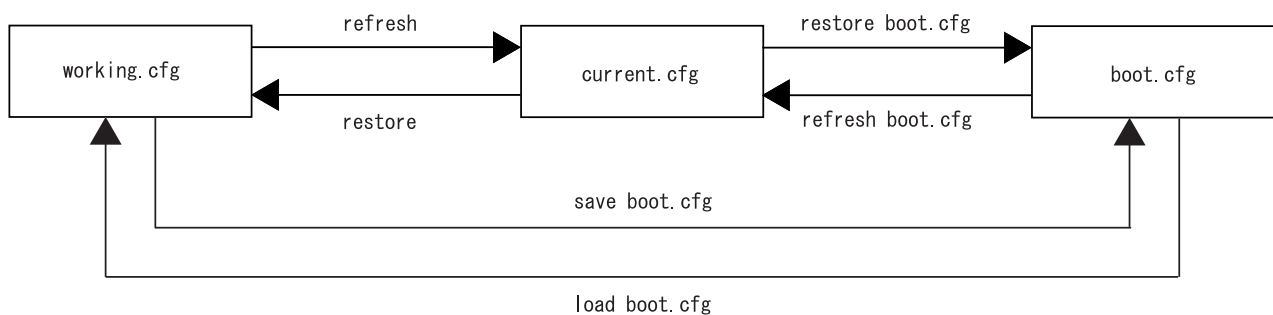 refresh
restore boot.cfg
working.cfg
current.cfg
boot.cfg
restore
refresh boot.cfg
save boot.cfg
load boot.cfg